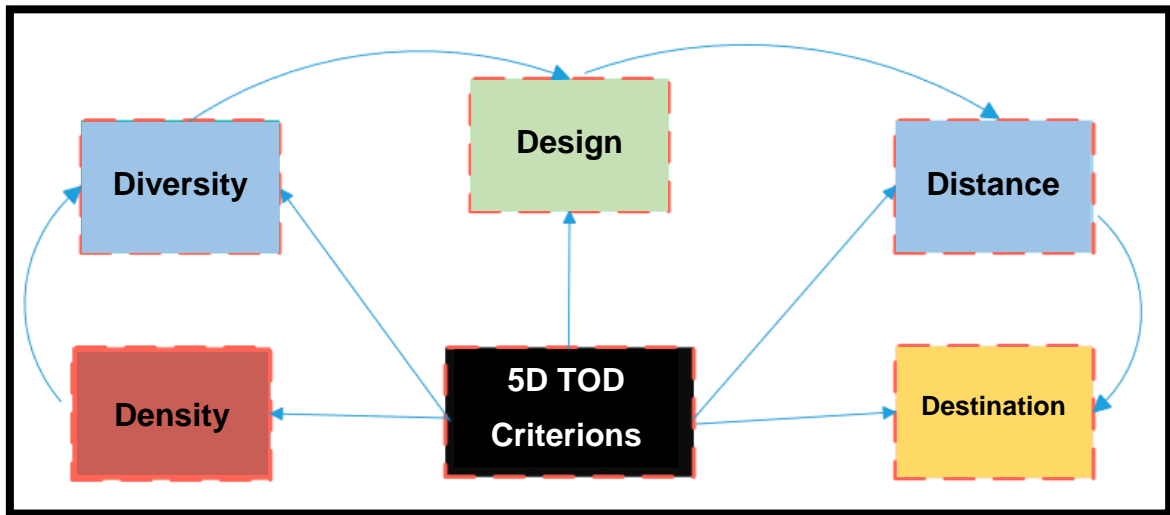 Design
Diversity
Distance
5D TOD
Criterions
Density
Destination